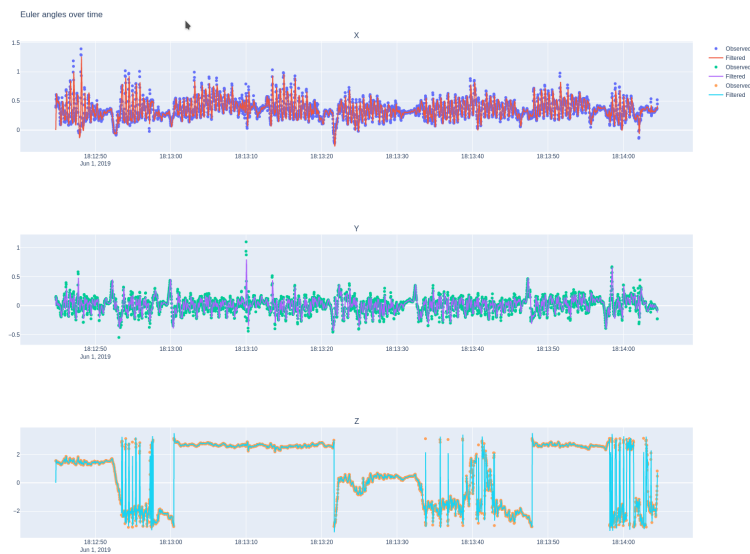 Euler angles over time
X
1.5
1
0.5
0
18:12:50
Jun 1, 2019
18:13:00
18:13:10
18:13:20
18:13:30
18:13:40
18:13:50
18:14:00
Observed
Filtered
Observed
Filtered
Observed
Filtered
Y
1
0.5
0
−0.5
18:12:50
Jun 1, 2019
18:13:00
18:13:10
18:13:20
18:13:30
18:13:40
18:13:50
18:14:00
Z
2
0
−2
18:12:50
Jun 1, 2019
18:13:00
18:13:10
18:13:20
18:13:30
18:13:40
18:13:50
18:14:00